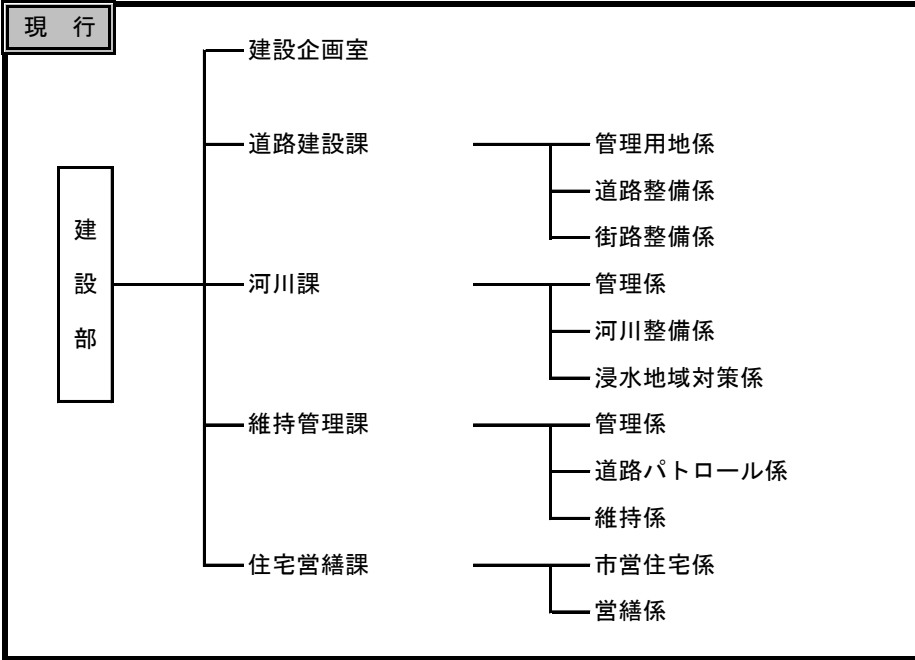 現 行
建設部
建設企画室
道路建設課
管理用地係
道路整備係
街路整備係
河川課
管理係
河川整備係
浸水地域対策係
維持管理課
管理係
道路パトロール係
維持係
住宅営繕課
市営住宅係
営繕係